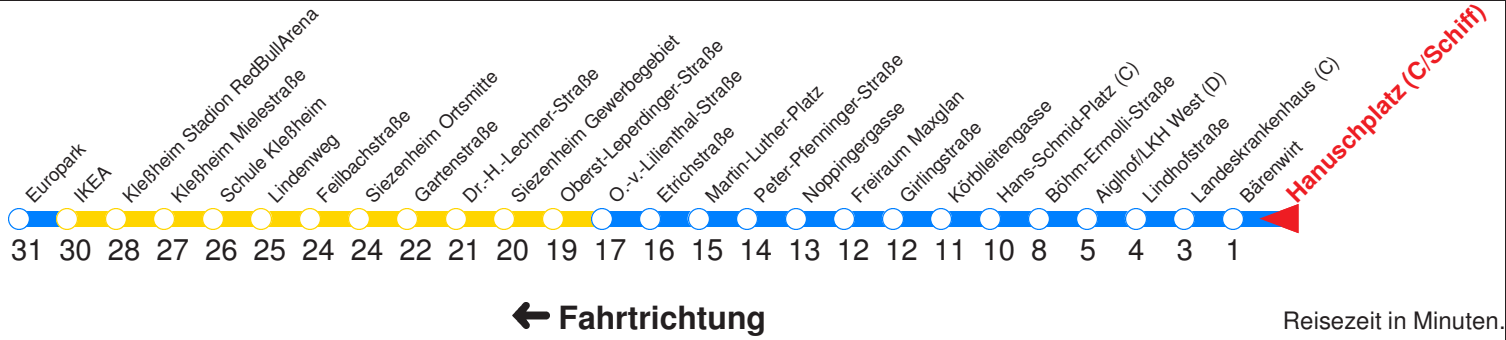 Europark
IKEA
Kleßheim Stadion RedBullArena
Kleßheim Mielestraße
Schule Kleßheim
Lindenweg
Feilbachstraße
Siezenheim Ortsmitte
Gartenstraße
Dr.-H.-Lechner-Straße
Siezenheim Gewerbegebiet
Oberst-Leperdinger-Straße
O.-v.-Lilienthal-Straße
Etrichstraße
Martin-Luther-Platz
Peter-Pfenninger-Straße
Noppingergasse
Freiraum Maxglan
Girlingstraße
Körblleitengasse
Hans-Schmid-Platz (C)
Böhm-Ermolli-Straße
Aiglhof/LKH West (D)
Lindhofstraße
Landeskrankenhaus (C)
Bärenwirt
Hanuschplatz (C/Schiff)
31 30 28 27 26 25 24 24 22 21 20 19 17 16 15 14 13 12 12 11 10 8 5 4 3 1
Fahrtrichtung
Reisezeit in Minuten.